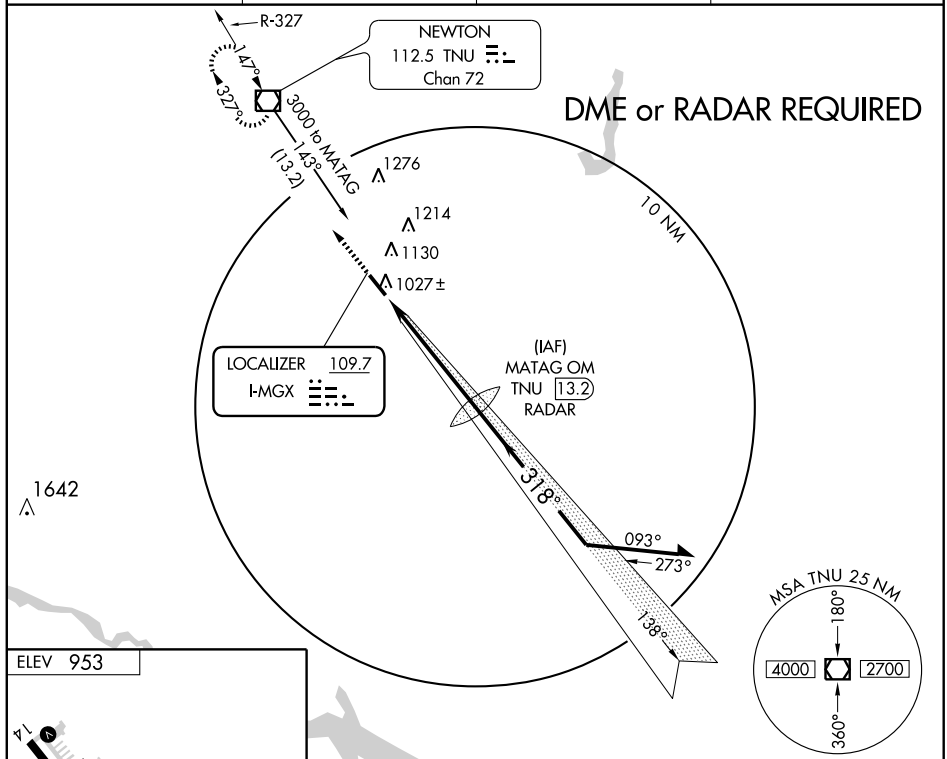 R-327
NEWTON
112.5 TNU
Chan 72
DME or RADAR REQUIRED
147°
327°
3000 to MATAG
143°
(13.2)
1276
10 NM
1214
1130
1027±
LOCALIZER 109.7
I-MGX
(IAF)
MATAG OM
TNU 13.2
RADAR
1642
318°
093°
273°
138°
MSA TNU 25 NM
180°
4000
2700
360°
ELEV 953
14
V